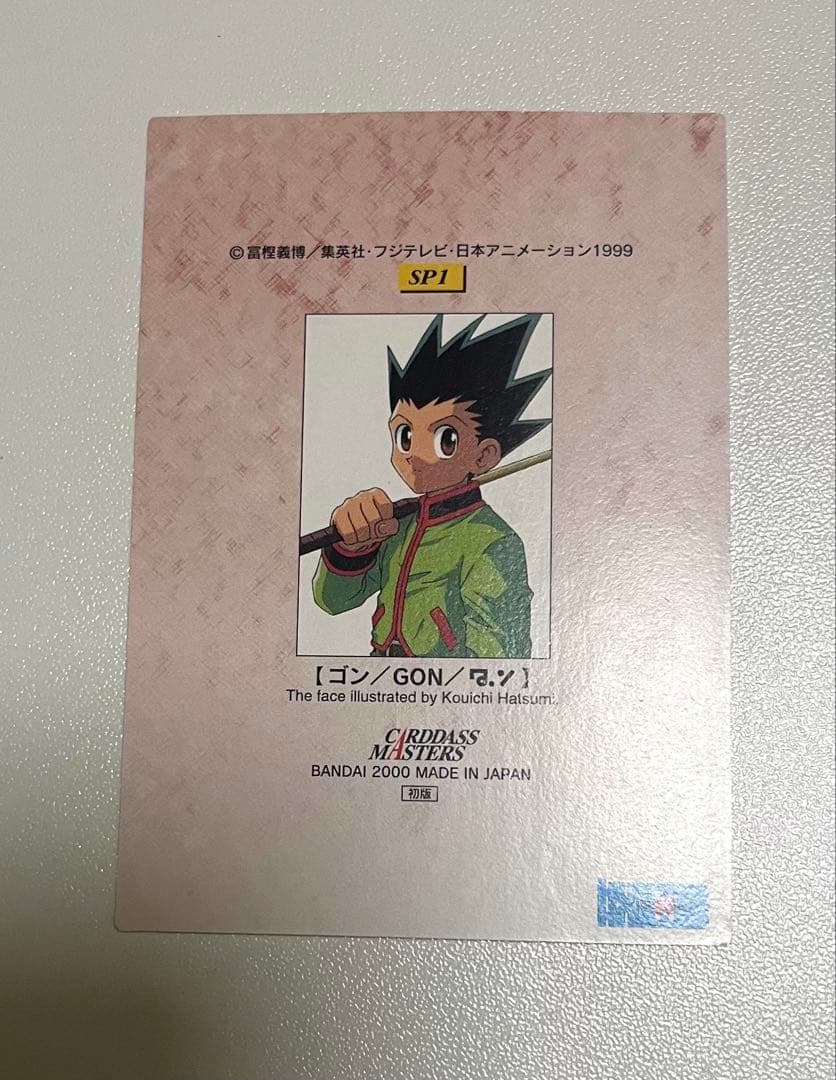 ©冨樫義博／集英社・フジテレビ・日本アニメーション1999
SP1
【ゴン／GON／
The face illustrated by Kouichi Hatsumi.
CARDDASS
MASTERS
BANDAI 2000 MADE IN JAPAN
初版